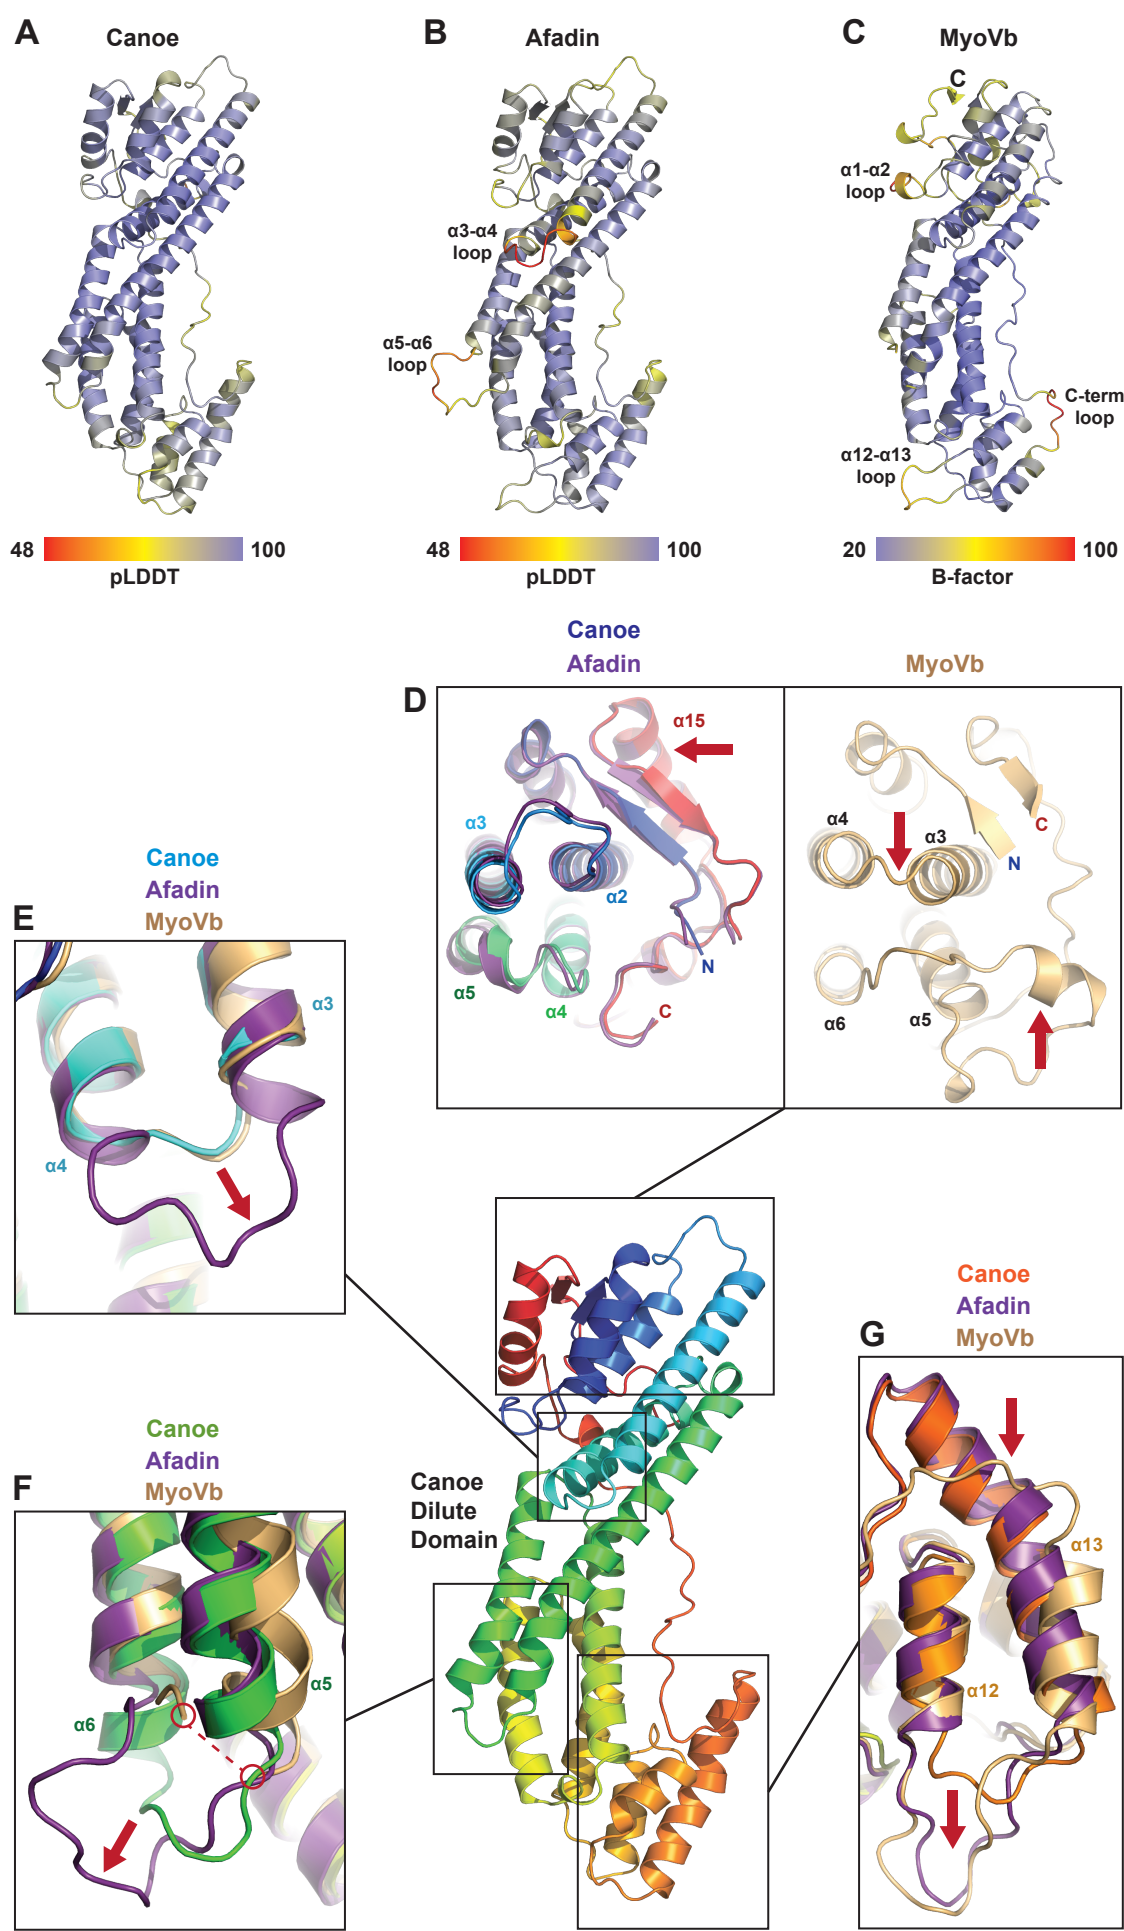 A
Canoe
B
Afadin
C
MyoVb
C
α1-α2
loop
α3-α4
loop
α5-α6
loop
C-term
loop
α12-α13
loop
48
100
pLDDT
48
100
pLDDT
20
100
B-factor
Canoe
Afadin
MyoVb
D
α15
α3
α2
N
α5
α4
C
α4
α3
C
N
α6
α5
Canoe
Afadin
MyoVb
E
α3
α4
Canoe
Afadin
MyoVb
F
α5
α6
Canoe
Dilute
Domain
Canoe
Afadin
MyoVb
G
α13
α12